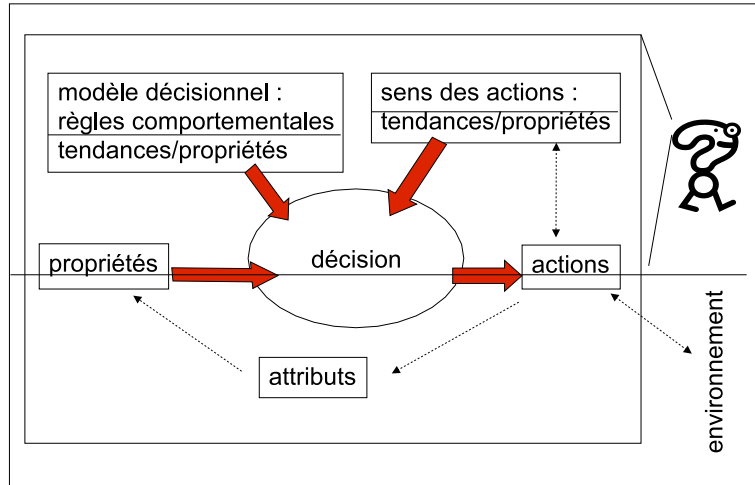 modèle décisionnel :
règles comportementales
tendances/propriétés
sens des actions :
tendances/propriétés
propriétés
décision
actions
attributs
environnement